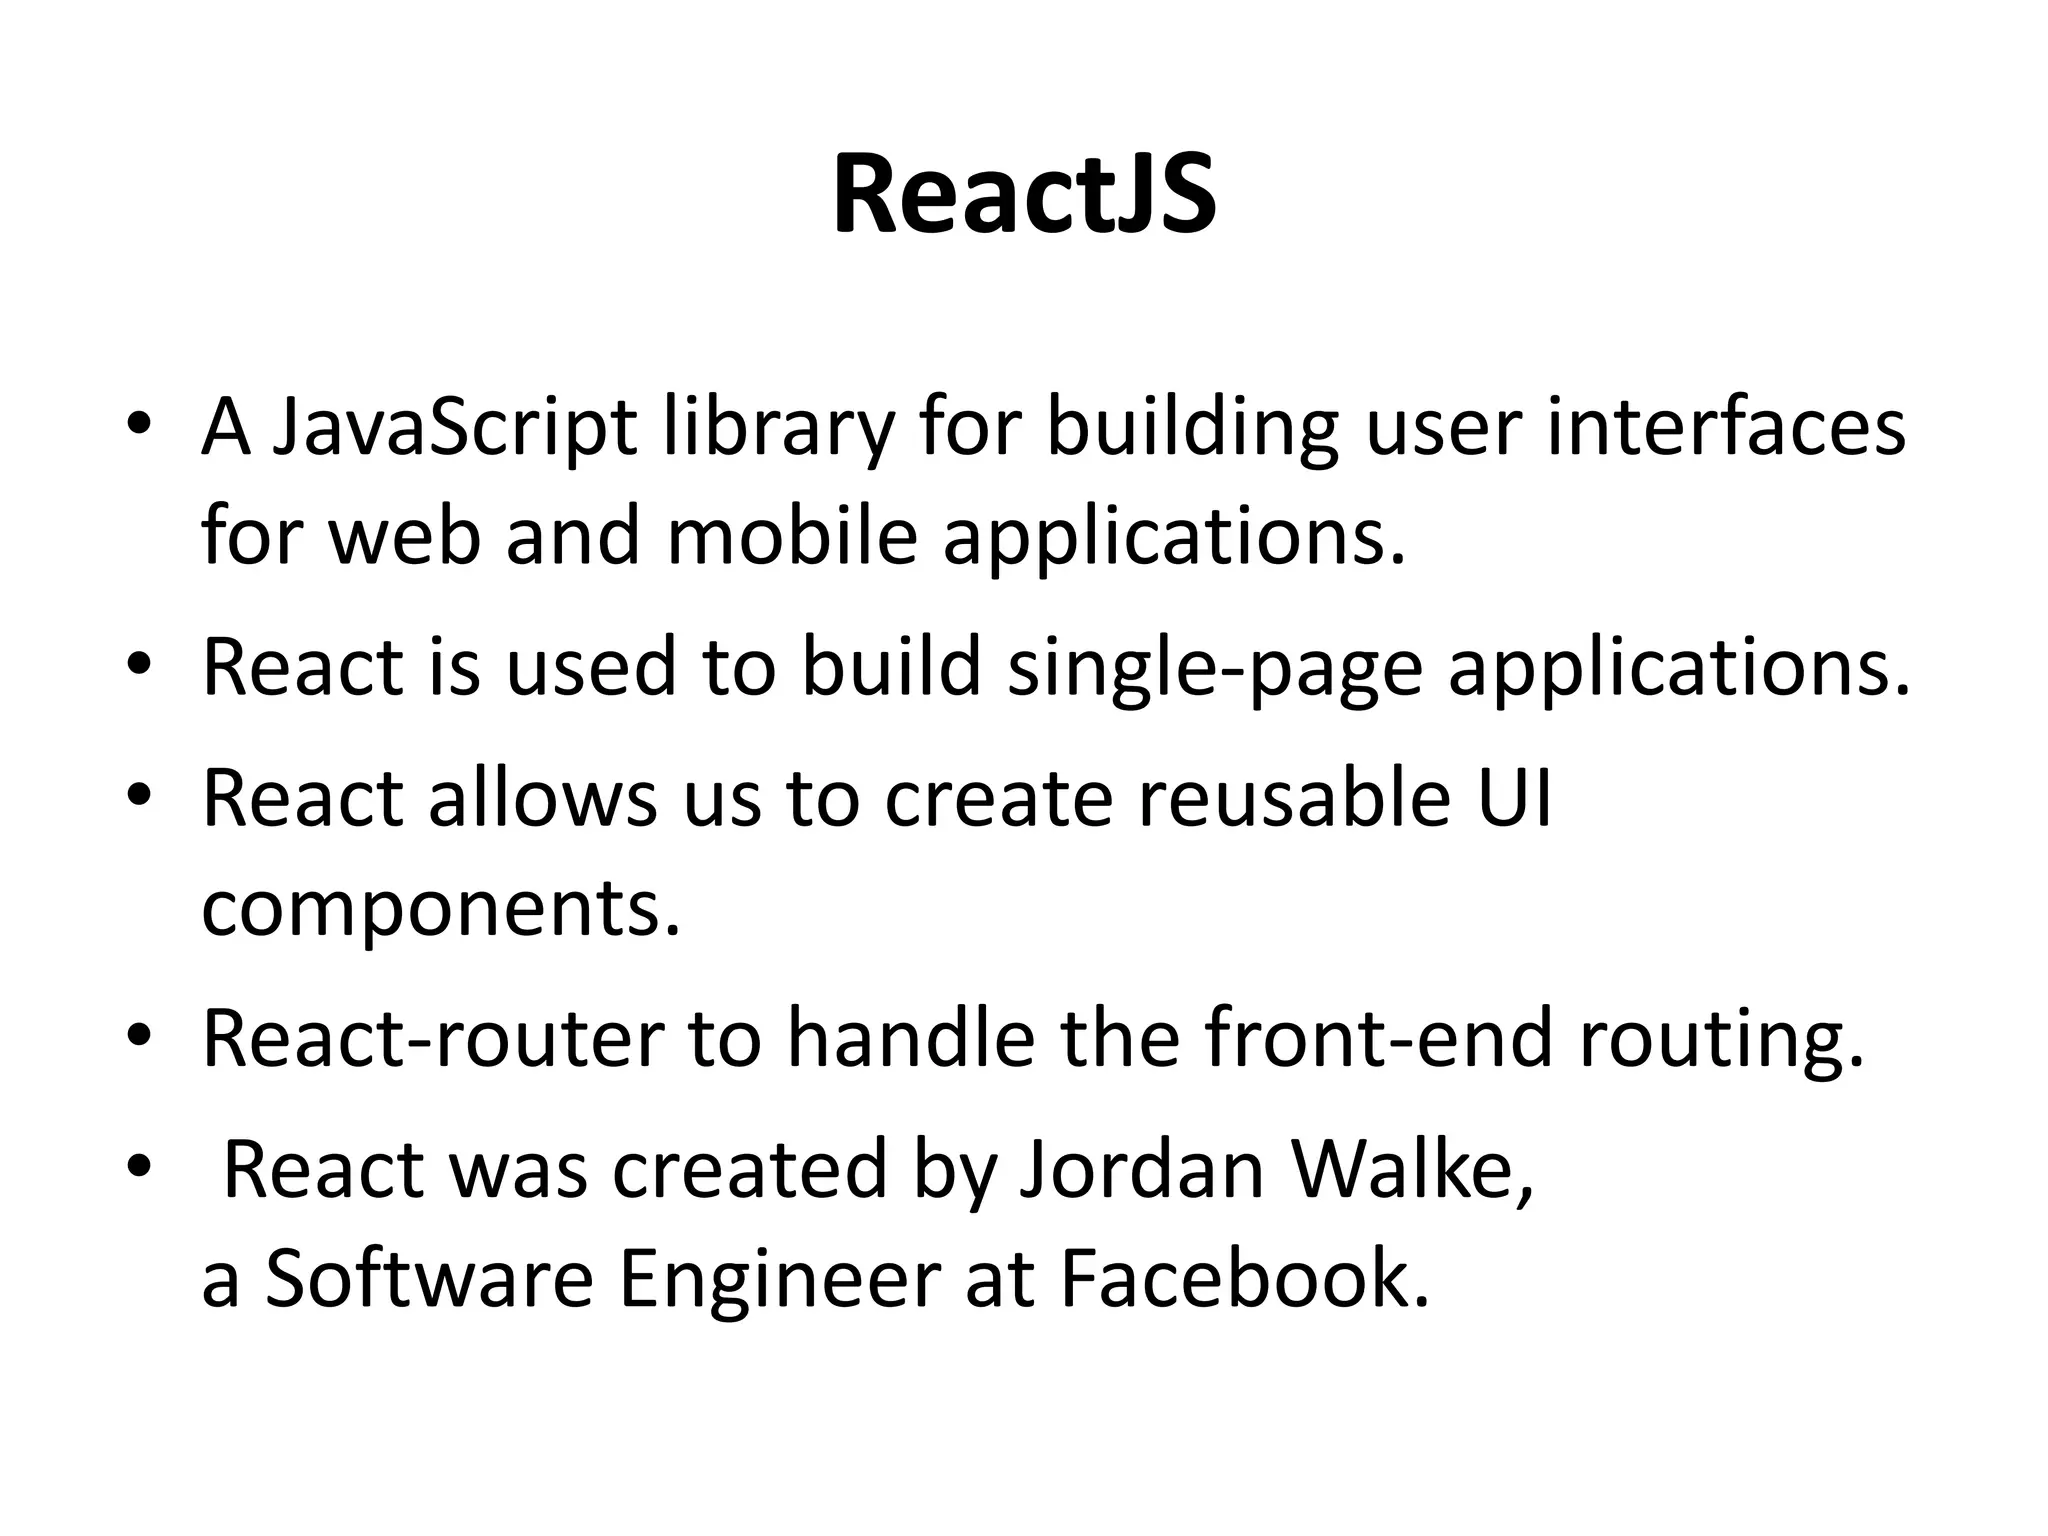 ReactJS
• A JavaScript library for building user interfaces
for web and mobile applications.
• React is used to build single-page applications.
• React allows us to create reusable UI
components.
• React-router to handle the front-end routing.
• React was created by Jordan Walke,
a Software Engineer at Facebook.